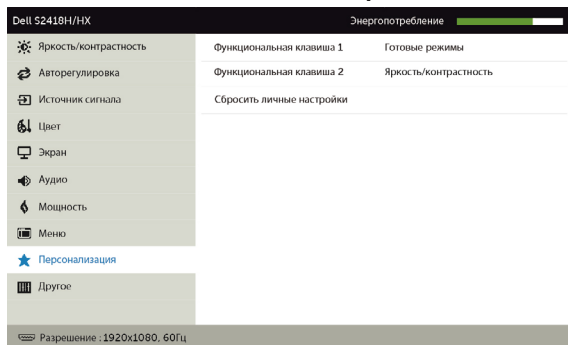 Dell S2418H/HX Энергопотребление
Яркость/контрастность Функциональная клавиша 1 Готовые режимы
Авторегулировка Функциональная клавиша 2 Яркость/контрастность
Источник сигнала Сбросить личные настройки
Цвет
Экран
Аудио
Мощность
Меню
Персонализация
Другое
Разрешение : 1920x1080, 60Гц